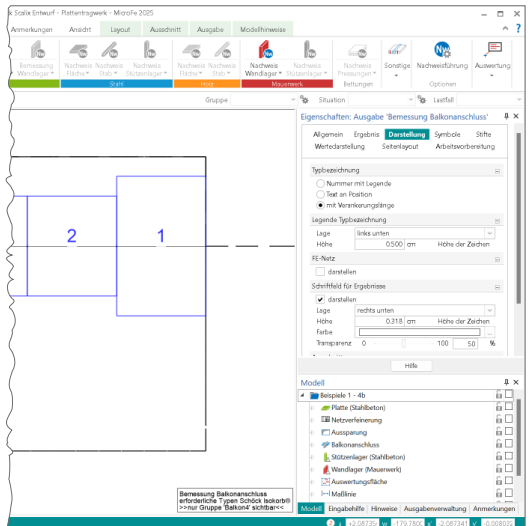 k Stalix Entwurf - Plattentragwerk - MicroFe 2025
Anmerkungen Ansicht Layout Ausschnitt Ausgabe Modellhinweise
Bemessung Wandlager
Nachweis Fläche
Nachweis Stab
Nachweis Stützenlager
Nachweis Fläche
Nachweis Stab
Nachweis Wandlager
Nachweis Stützenlager
Nachweis Pressungen
Sonstige
Nachweisführung
Auswertung
Stahl Holz Mauerwerk Bettungen Optionen
Gruppe Situation Lastfall
Eigenschaften: Ausgabe 'Bemessung Balkonanschluss'
Allgemein Ergebnis Darstellung Symbole Stifte
Wertedarstellung Seitenlayout Arbeitsvorbereitung
Typbezeichnung
Nummer mit Legende
Text an Position
mit Verankerungslänge
Legende Typbezeichnung
Lage links unten
Höhe 0.500 cm Höhe der Zeichen
FE-Netz
darstellen
Schriftfeld für Ergebnisse
darstellen
Lage rechts unten
Höhe 0.318 cm Höhe der Zeichen
Farbe ...
Transparenz 0 100 50 %
Hilfe
2 1
Modell
Beispiele 1 - 4b
Platte (Stahlbeton)
Netzverfeinerung
Aussparung
Balkonanschluss
Stützenlager (Stahlbeton)
Wandlager (Mauerwerk)
Auswertungsfläche
Maßlinie
Bemessung Balkonanschluss
erforderliche Typen Schöck Isokorb®
>>nur Gruppe 'Balkon4' sichtbar<<
Modell Eingabehilfe Hinweise Ausgabenverwaltung Anmerkungen